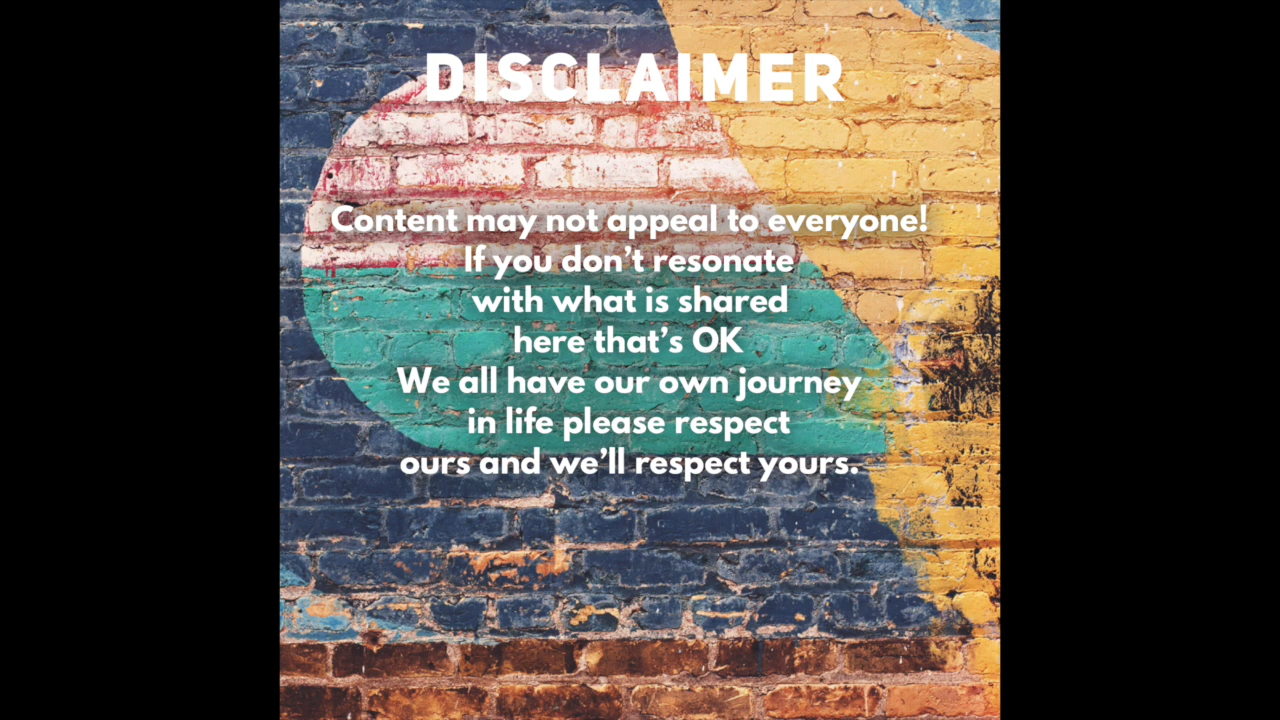 DISCLAIMER
Content may not appeal to everyone!
If you don’t resonate
with what is shared
here that’s OK
We all have our own journey
in life please respect
ours and we’ll respect yours.